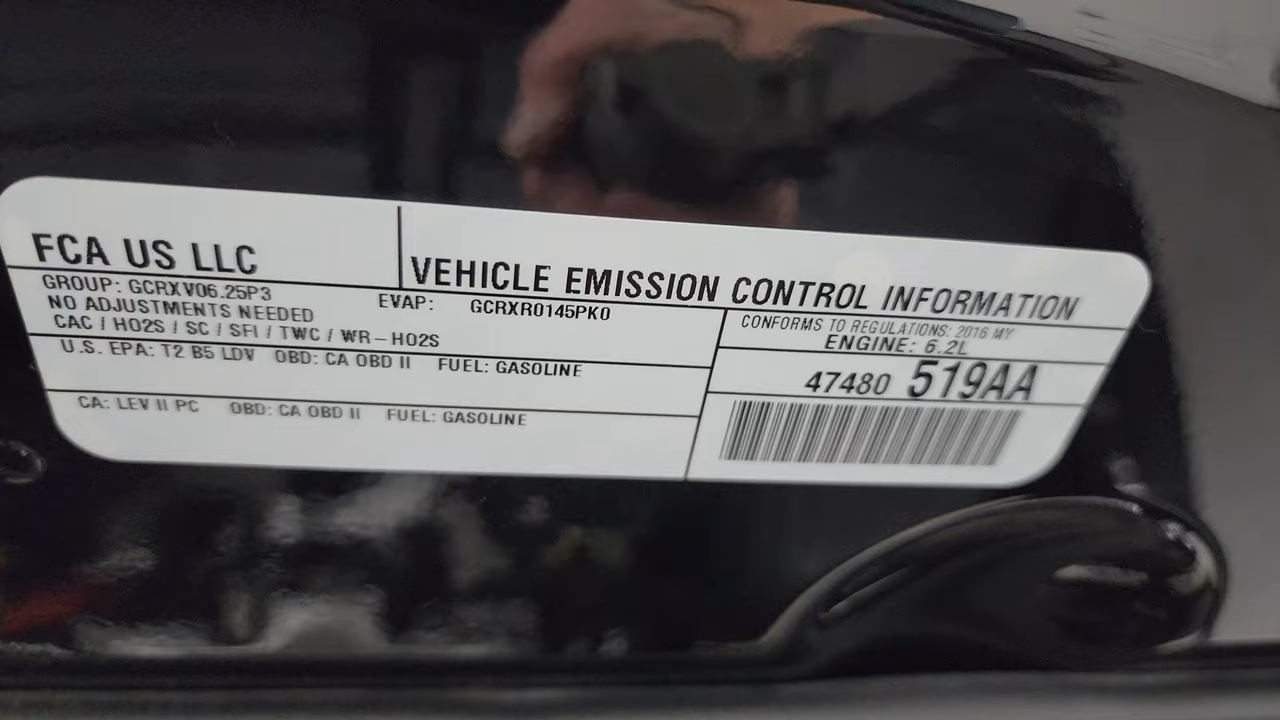 FCA US LLC
VEHICLE EMISSION CONTROL INFORMATION
GROUP: GCRXV06.25P3
EVAP: GCRXR0145PK0
NO ADJUSTMENTS NEEDED
CAC / HO2S / SC / SFI / TWC / WR-HO2S
CONFORMS TO REGULATIONS: 2016 MY
ENGINE: 6.2L
U.S. EPA: T2 B5 LDV OBD: CA OBD II FUEL: GASOLINE
47480 519AA
CA: LEV II PC OBD: CA OBD II FUEL: GASOLINE